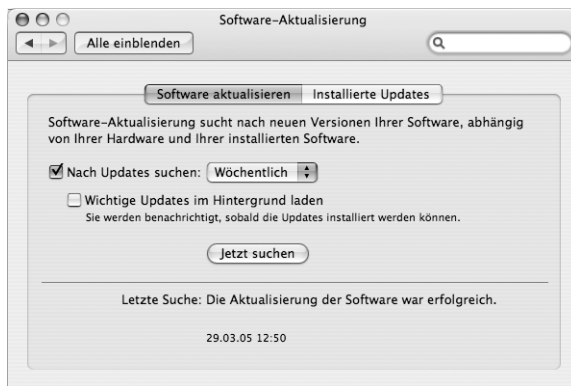 Software-Aktualisierung
Alle einblenden
Software aktualisieren Installierte Updates
Software-Aktualisierung sucht nach neuen Versionen Ihrer Software, abhängig
von Ihrer Hardware und Ihrer installierten Software.
Nach Updates suchen: Wöchentlich
Wichtige Updates im Hintergrund laden
Sie werden benachrichtigt, sobald die Updates installiert werden können.
Jetzt suchen
Letzte Suche: Die Aktualisierung der Software war erfolgreich.
29.03.05 12:50